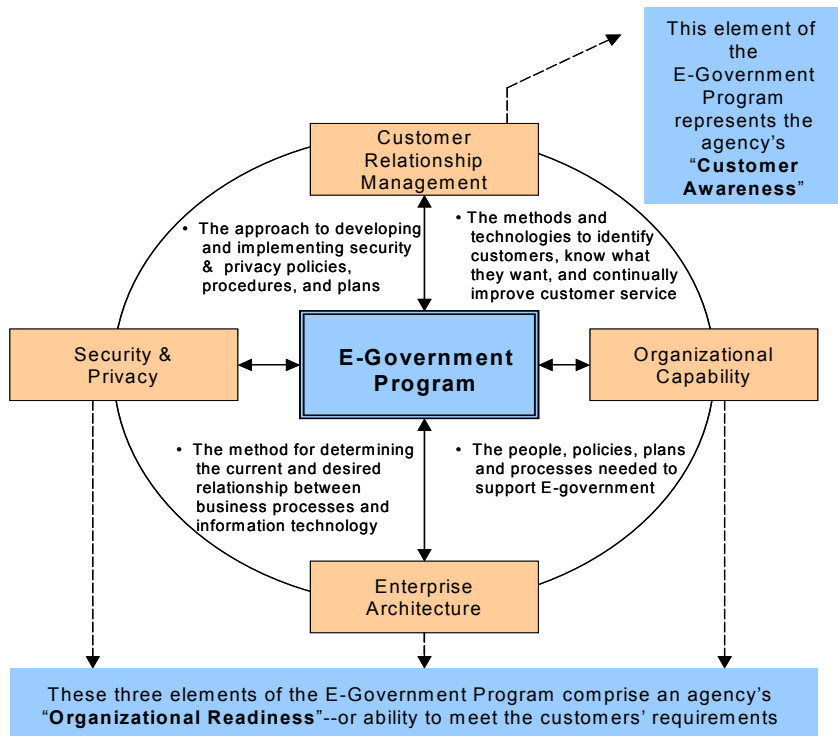 This element of
the
E-Government
Program
represents the
agency's
“Customer
Awareness”
Customer
Relationship
Management
• The approach to developing
and implementing security
& privacy policies,
procedures, and plans
• The methods and
technologies to identify
customers, know what
they want, and continually
improve customer service
Security &
Privacy
E-Government
Program
Organizational
Capability
• The method for determining
the current and desired
relationship between
business processes and
information technology
• The people, policies, plans
and processes needed to
support E-government
Enterprise
Architecture
These three elements of the E-Government Program comprise an agency's
“Organizational Readiness”--or ability to meet the customers' requirements